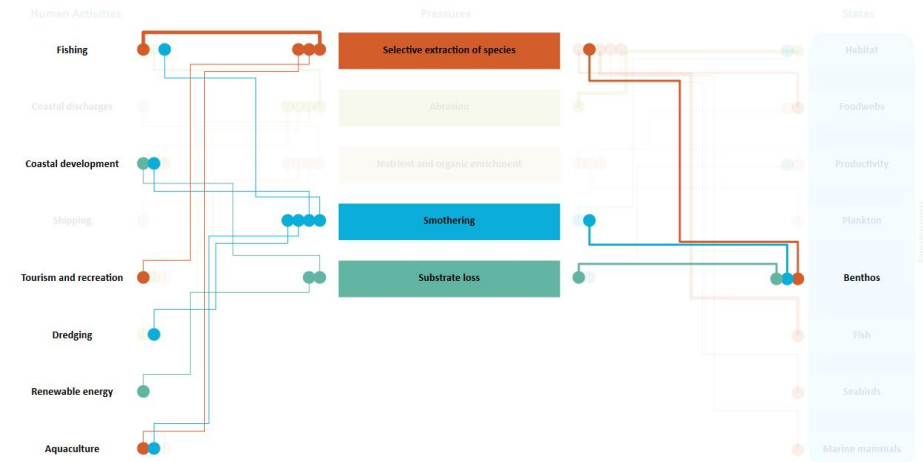 Human Activities Pressures States
Fishing Selective extraction of species Habitat
Coastal discharges Abrasion Foodwebs
Coastal development Nutrient and organic enrichment Productivity
Shipping Smothering Plankton
Tourism and recreation Substrate loss Benthos
Dredging Fish
Renewable energy Seabirds
Aquaculture Marine mammals